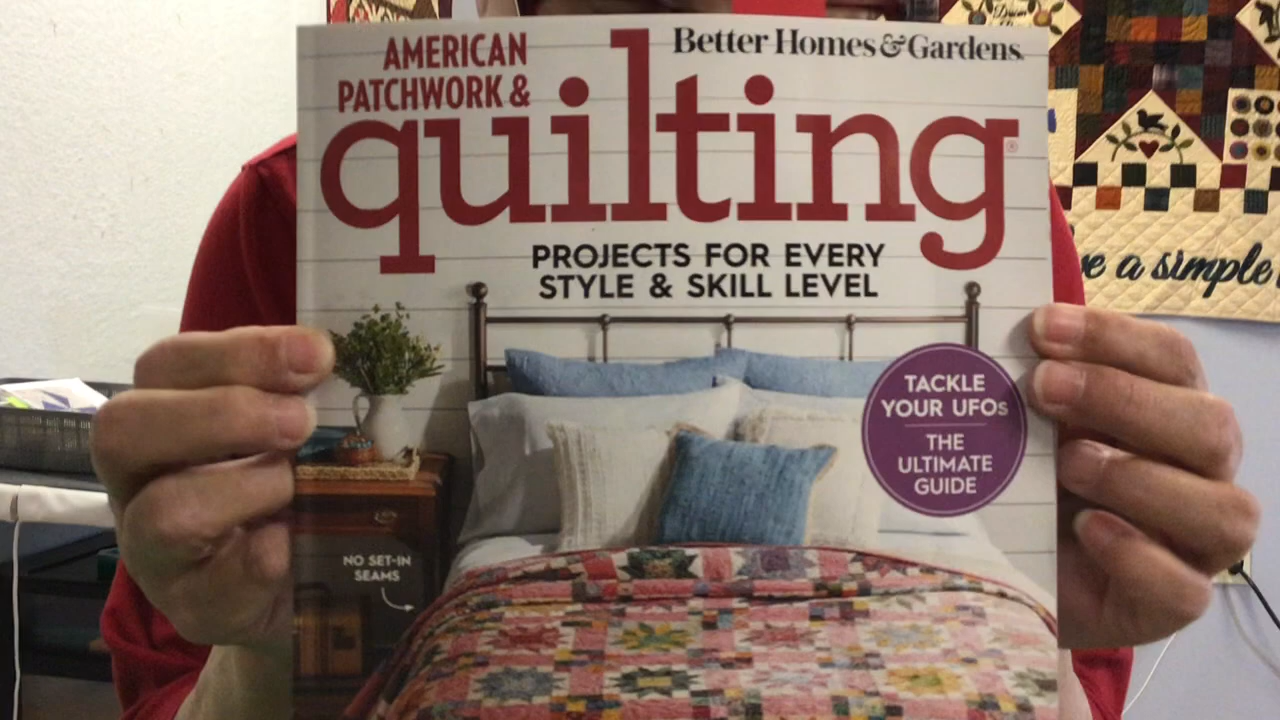 Better Homes & Gardens
AMERICAN
PATCHWORK &
quilting®
PROJECTS FOR EVERY
STYLE & SKILL LEVEL
TACKLE
YOUR UFOs
THE
ULTIMATE
GUIDE
NO SET-IN
SEAMS
a simple